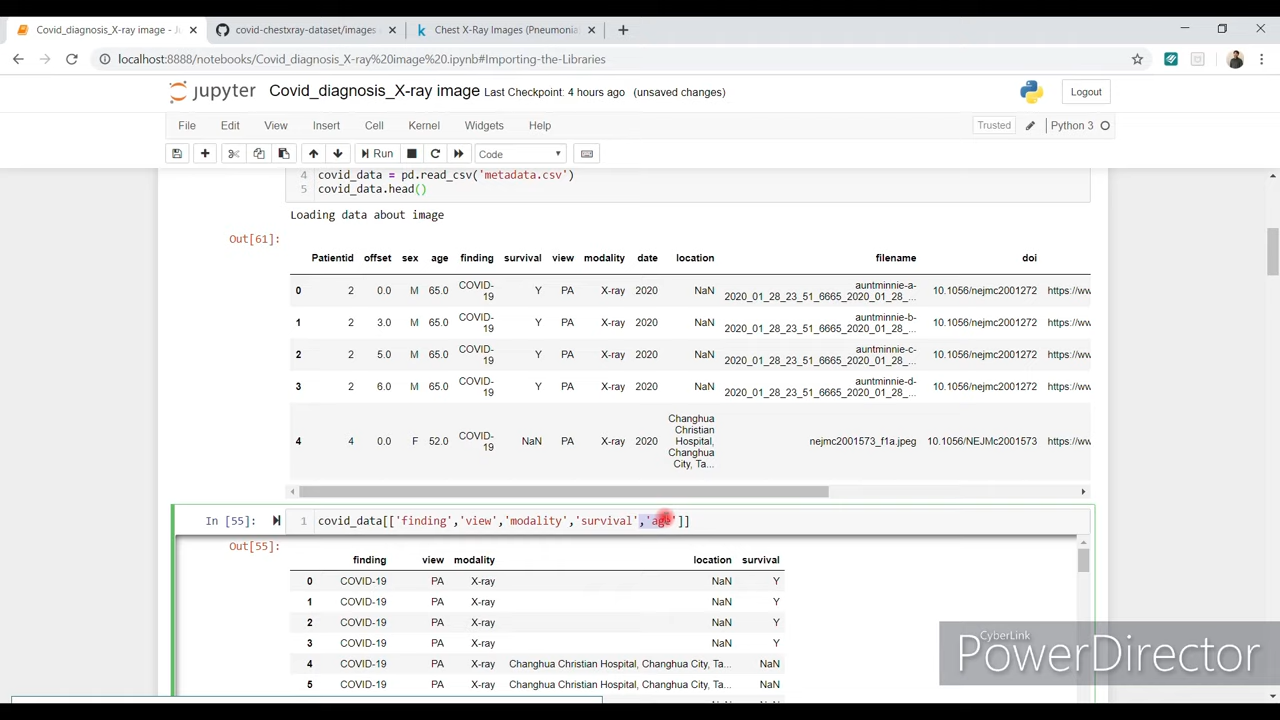 Covid_diagnosis_X-ray image - Ju
covid-chestxray-dataset/images a
Chest X-Ray Images (Pneumonia)
localhost:8888/notebooks/Covid_diagnosis_X-ray%20image%20.ipynb#Importing-the-Libraries
jupyter Covid_diagnosis_X-ray image Last Checkpoint: 4 hours ago (unsaved changes) Logout
File Edit View Insert Cell Kernel Widgets Help Trusted Python 3
Run Code
4 covid_data = pd.read_csv('metadata.csv')
5 covid_data.head()
Loading data about image
Out[61]:
Patientid offset sex age finding survival view modality date location filename doi
0 2 0.0 M 65.0 COVID-19 Y PA X-ray 2020 NaN auntminnie-a-2020_01_28_23_51_6665_2020_01_28_... 10.1056/nejmc2001272 https://ww
1 2 3.0 M 65.0 COVID-19 Y PA X-ray 2020 NaN auntminnie-b-2020_01_28_23_51_6665_2020_01_28_... 10.1056/nejmc2001272 https://ww
2 2 5.0 M 65.0 COVID-19 Y PA X-ray 2020 NaN auntminnie-c-2020_01_28_23_51_6665_2020_01_28_... 10.1056/nejmc2001272 https://ww
3 2 6.0 M 65.0 COVID-19 Y PA X-ray 2020 NaN auntminnie-d-2020_01_28_23_51_6665_2020_01_28_... 10.1056/nejmc2001272 https://ww
4 4 0.0 F 52.0 COVID-19 NaN PA X-ray 2020 Changhua Christian Hospital, Changhua City, Ta... nejmc2001573_f1a.jpeg 10.1056/NEJMc2001573 https://ww
In [55]: 1 covid_data[['finding','view','modality','survival','age']]
Out[55]:
finding view modality location survival
0 COVID-19 PA X-ray NaN Y
1 COVID-19 PA X-ray NaN Y
2 COVID-19 PA X-ray NaN Y
3 COVID-19 PA X-ray NaN Y
4 COVID-19 PA X-ray Changhua Christian Hospital, Changhua City, Ta... NaN
5 COVID-19 PA X-ray Changhua Christian Hospital, Changhua City, Ta... NaN
CyberLink
PowerDirector